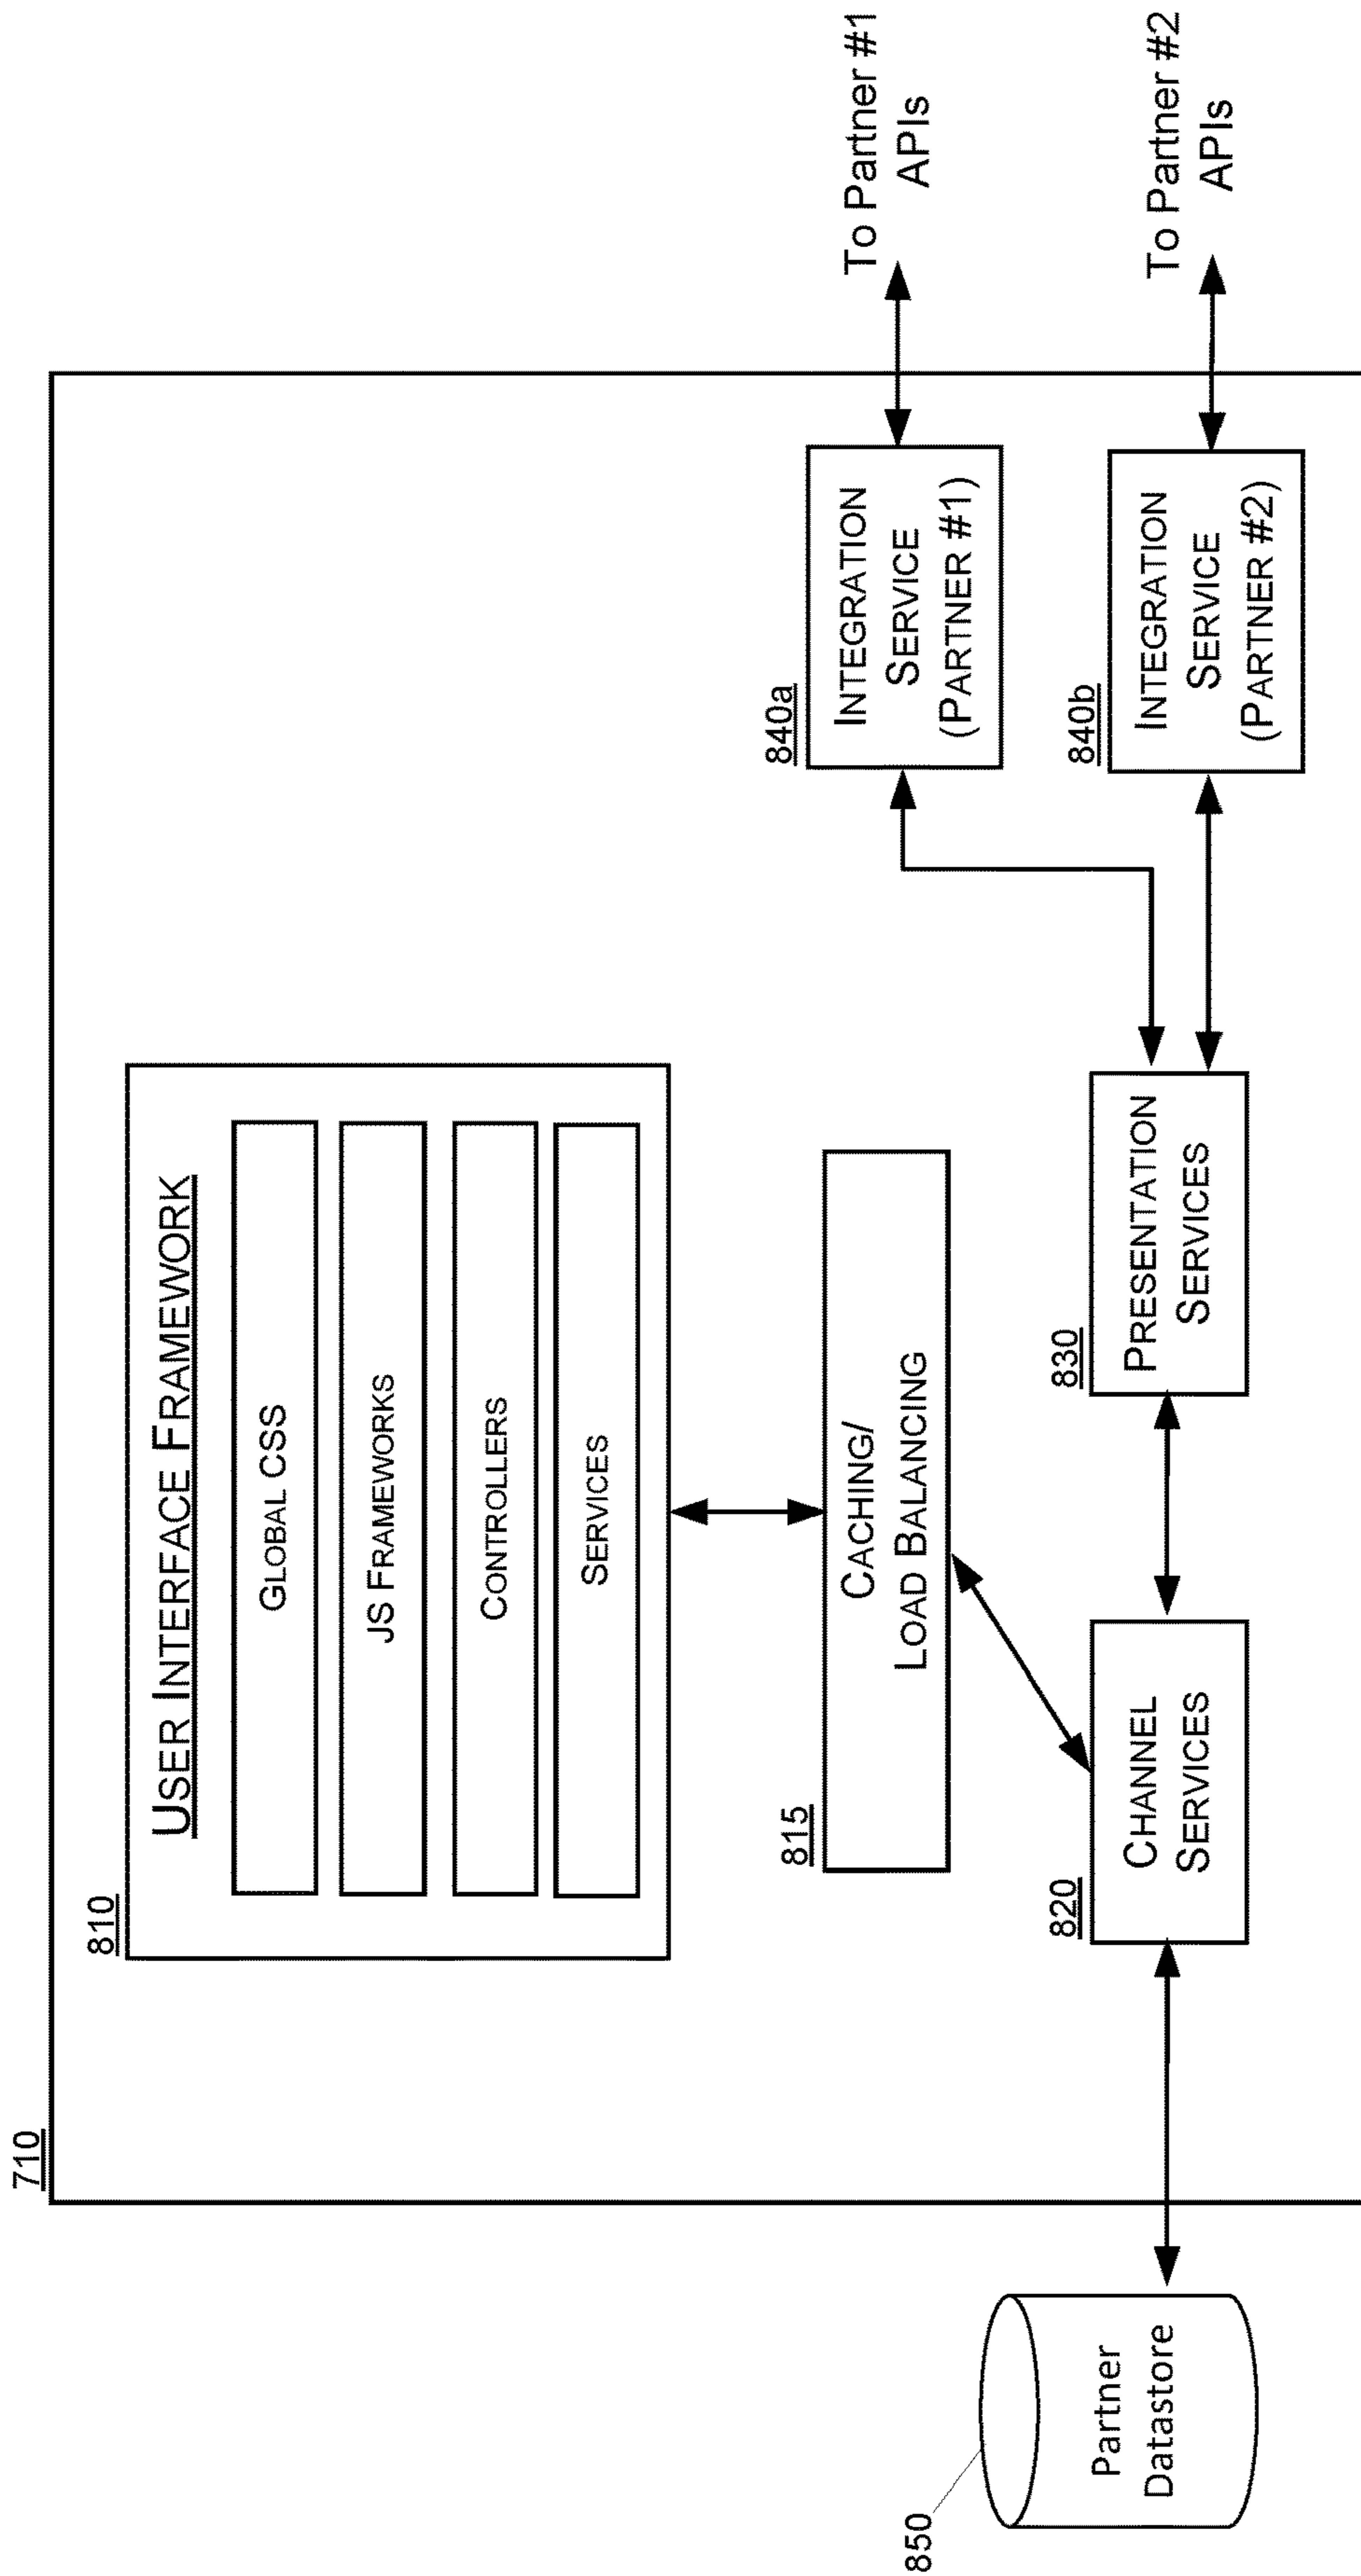 710
810
USER INTERFACE FRAMEWORK
GLOBAL CSS
JS FRAMEWORKS
CONTROLLERS
SERVICES
815
CACHING/
LOAD BALANCING
850
Partner
Datastore
820
CHANNEL
SERVICES
830
PRESENTATION
SERVICES
840a
INTEGRATION
SERVICE
(PARTNER #1)
To Partner #1
APIs
840b
INTEGRATION
SERVICE
(PARTNER #2)
To Partner #2
APIs